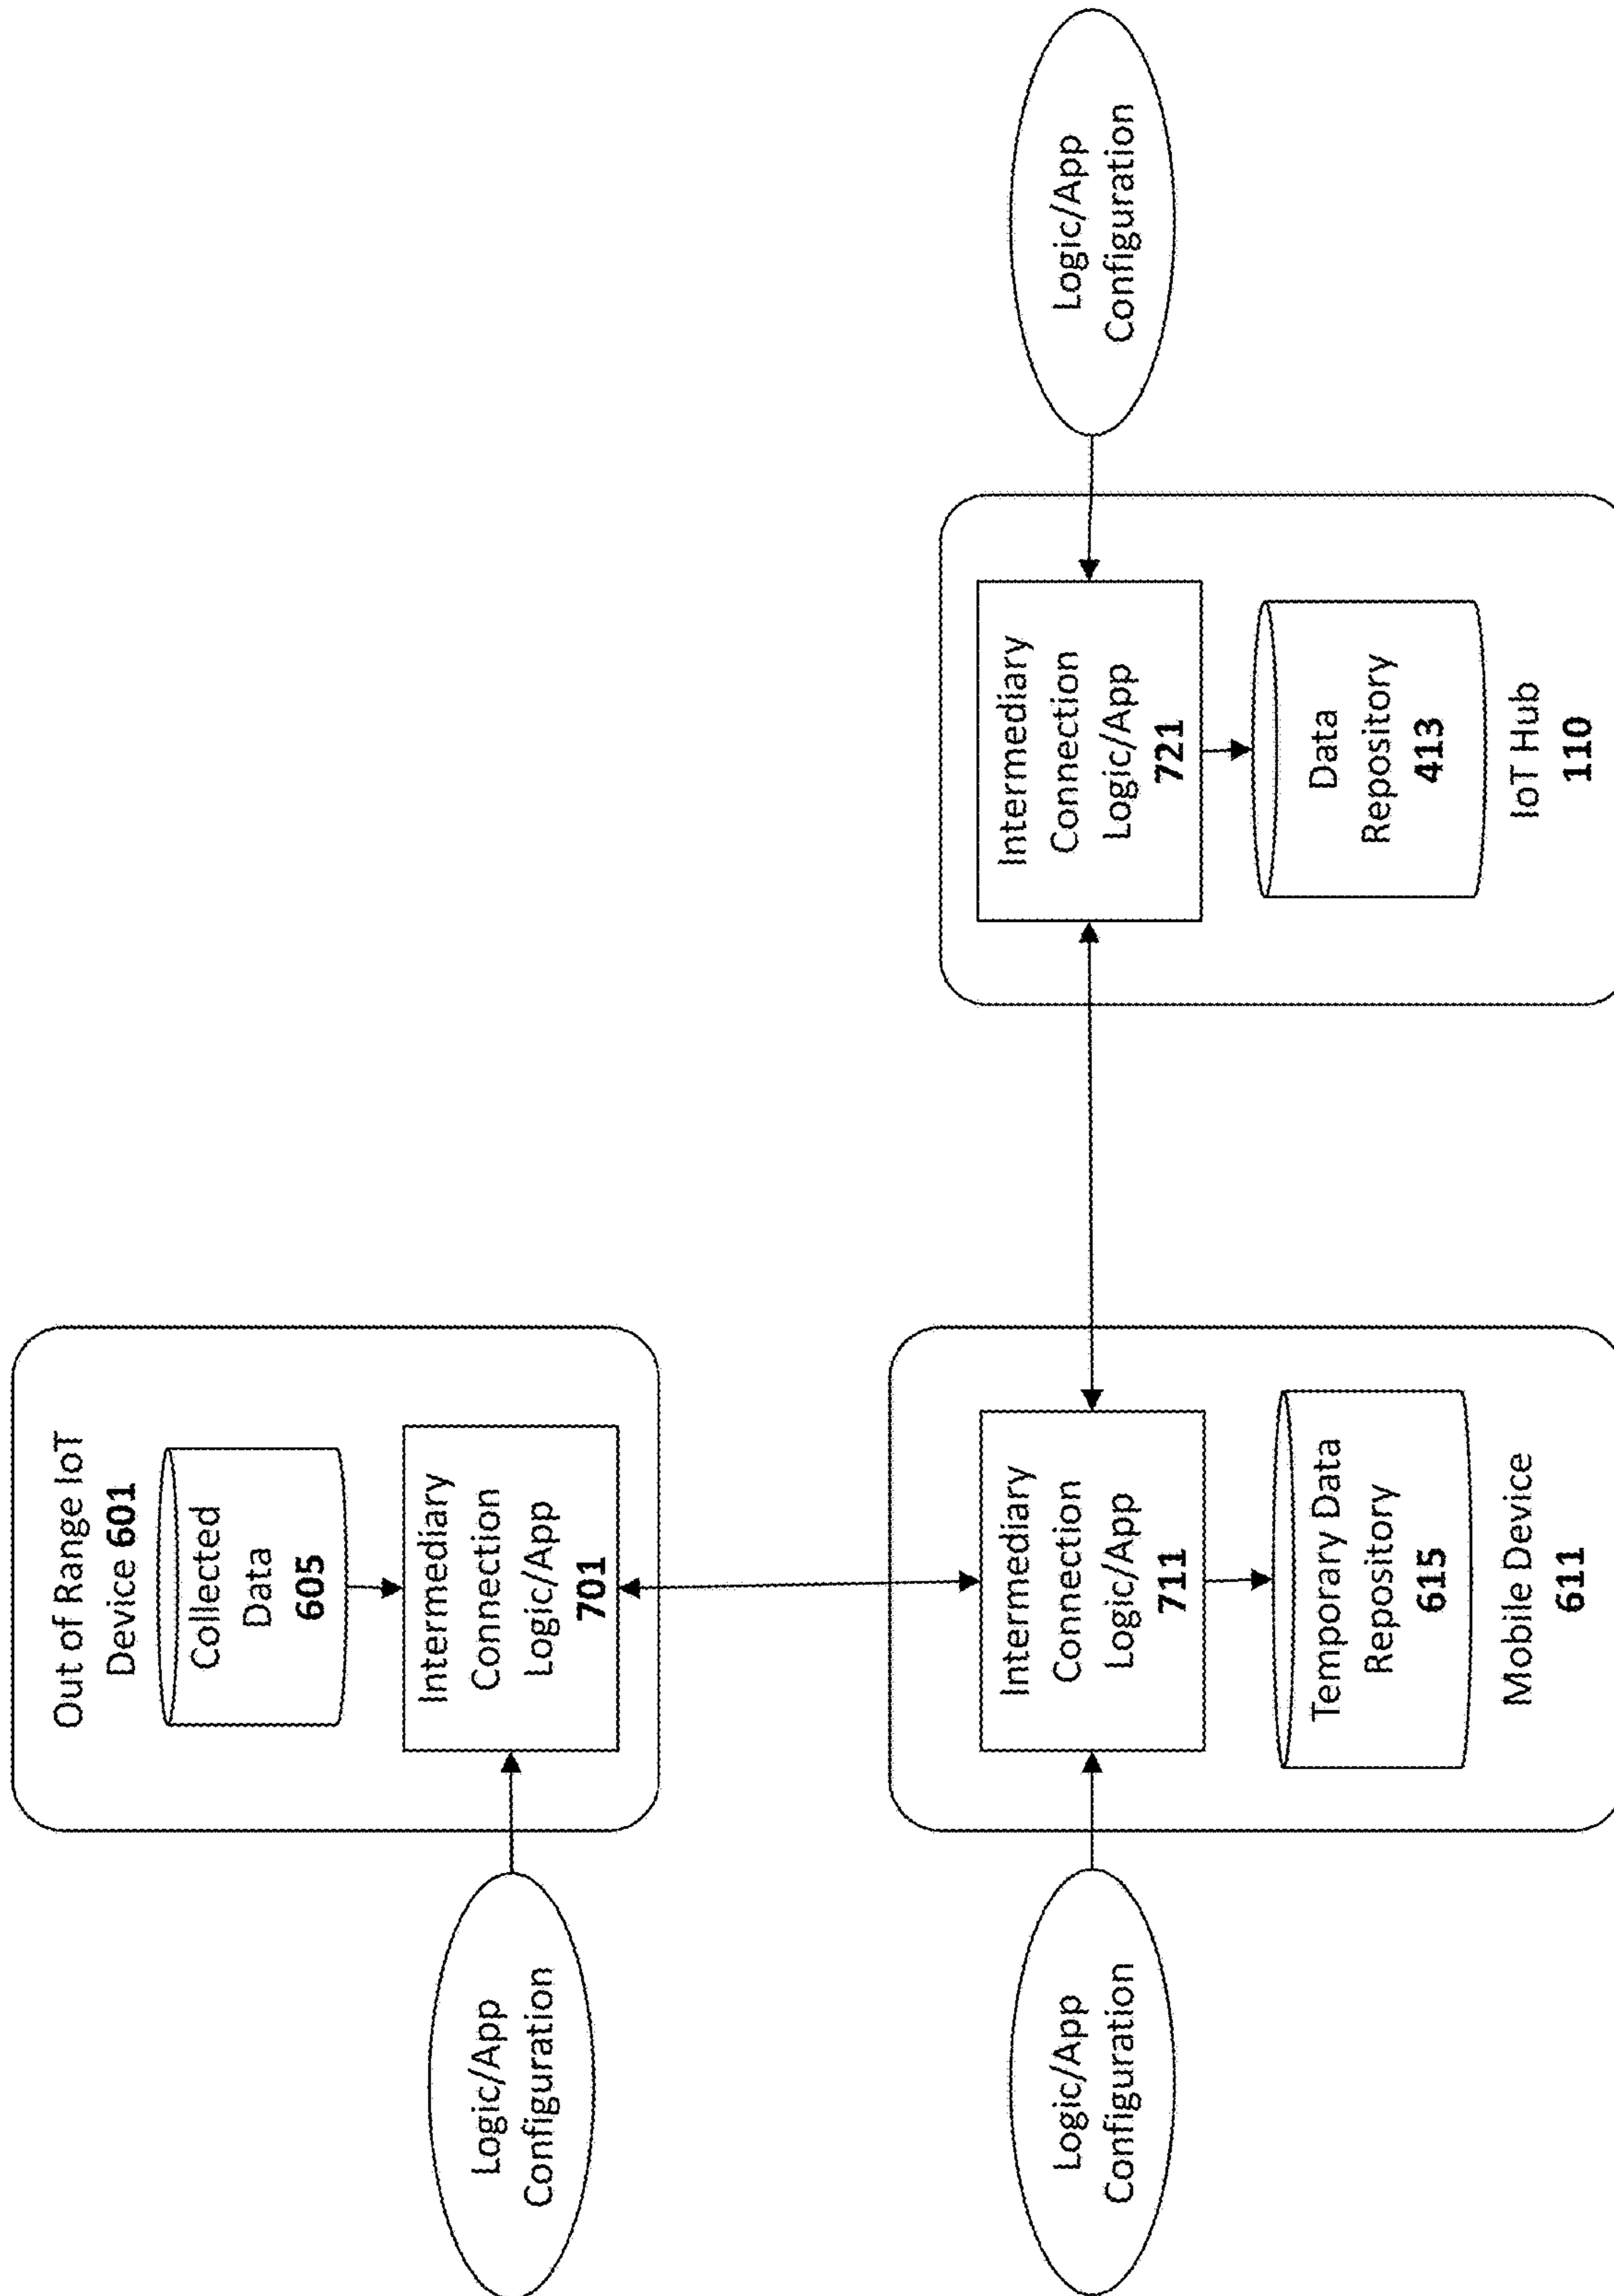 Out of Range IoT
Device 601
Collected
Data
605
Intermediary
Connection
Logic/App
701
Logic/App
Configuration
Intermediary
Connection
Logic/App
711
Temporary Data
Repository
615
Mobile Device
611
Logic/App
Configuration
Intermediary
Connection
Logic/App
721
Data
Repository
413
IoT Hub
110
Logic/App
Configuration